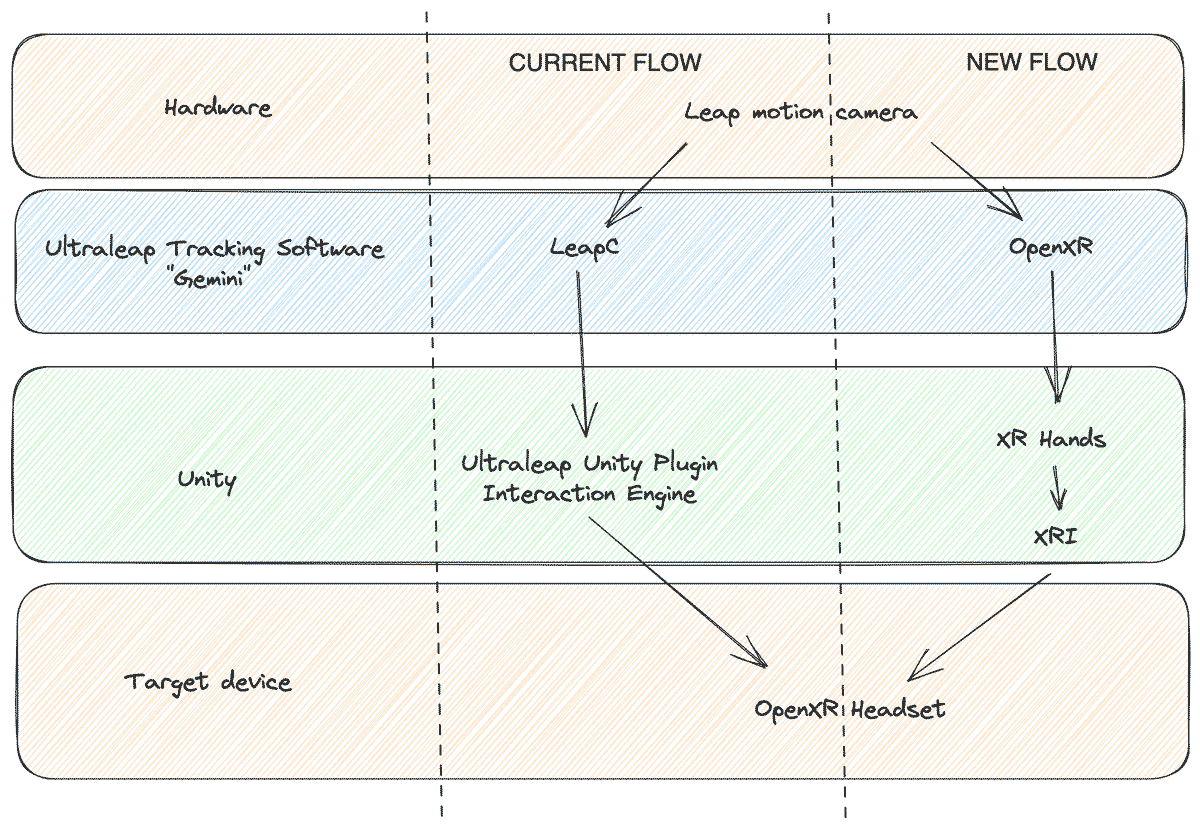 CURRENT FLOW
NEW FLOW
Hardware
Leap motion camera
Ultraleap Tracking Software
"Gemini"
LeapC
OpenXR
Unity
Ultraleap Unity Plugin
Interaction Engine
XR Hands
XRI
Target device
OpenXR Headset